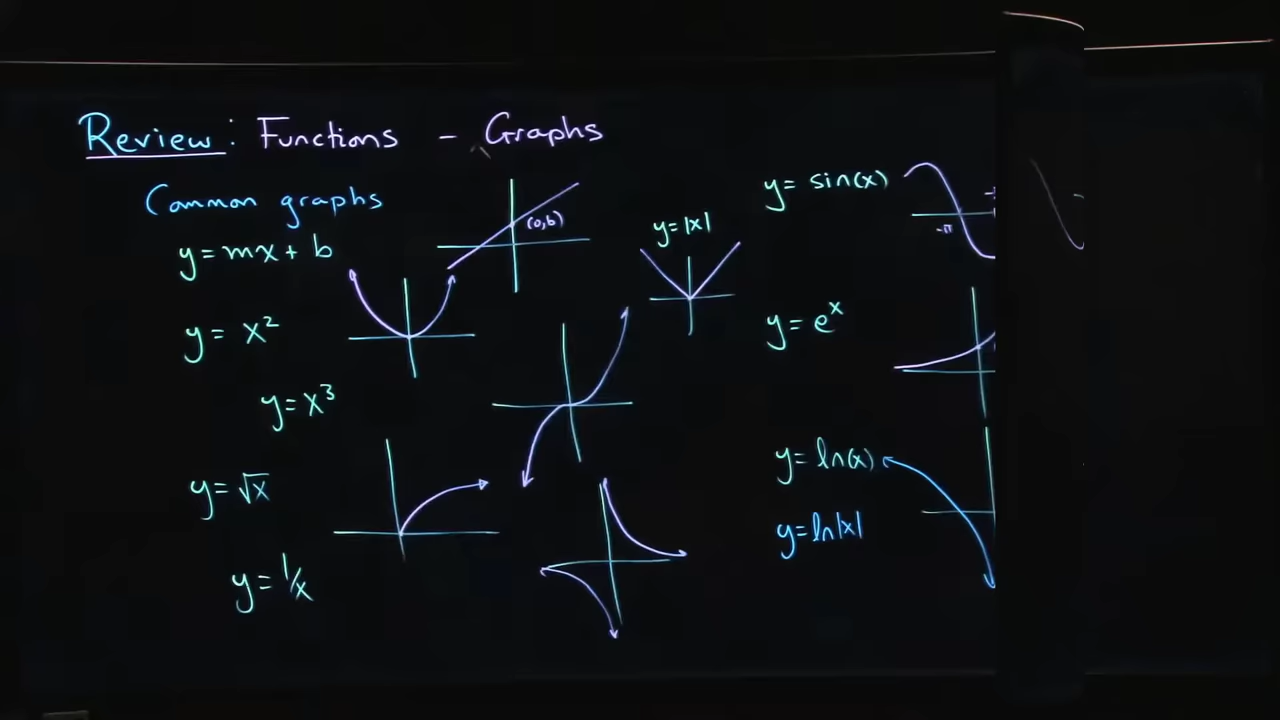 Review: Functions - Graphs
Common graphs
y = mx + b
(0,b)
y = x²
y = |x|
y = x³
y = √x
y = 1/x
y = sin(x)
-π
y = eˣ
y = ln(x)
y = ln|x|